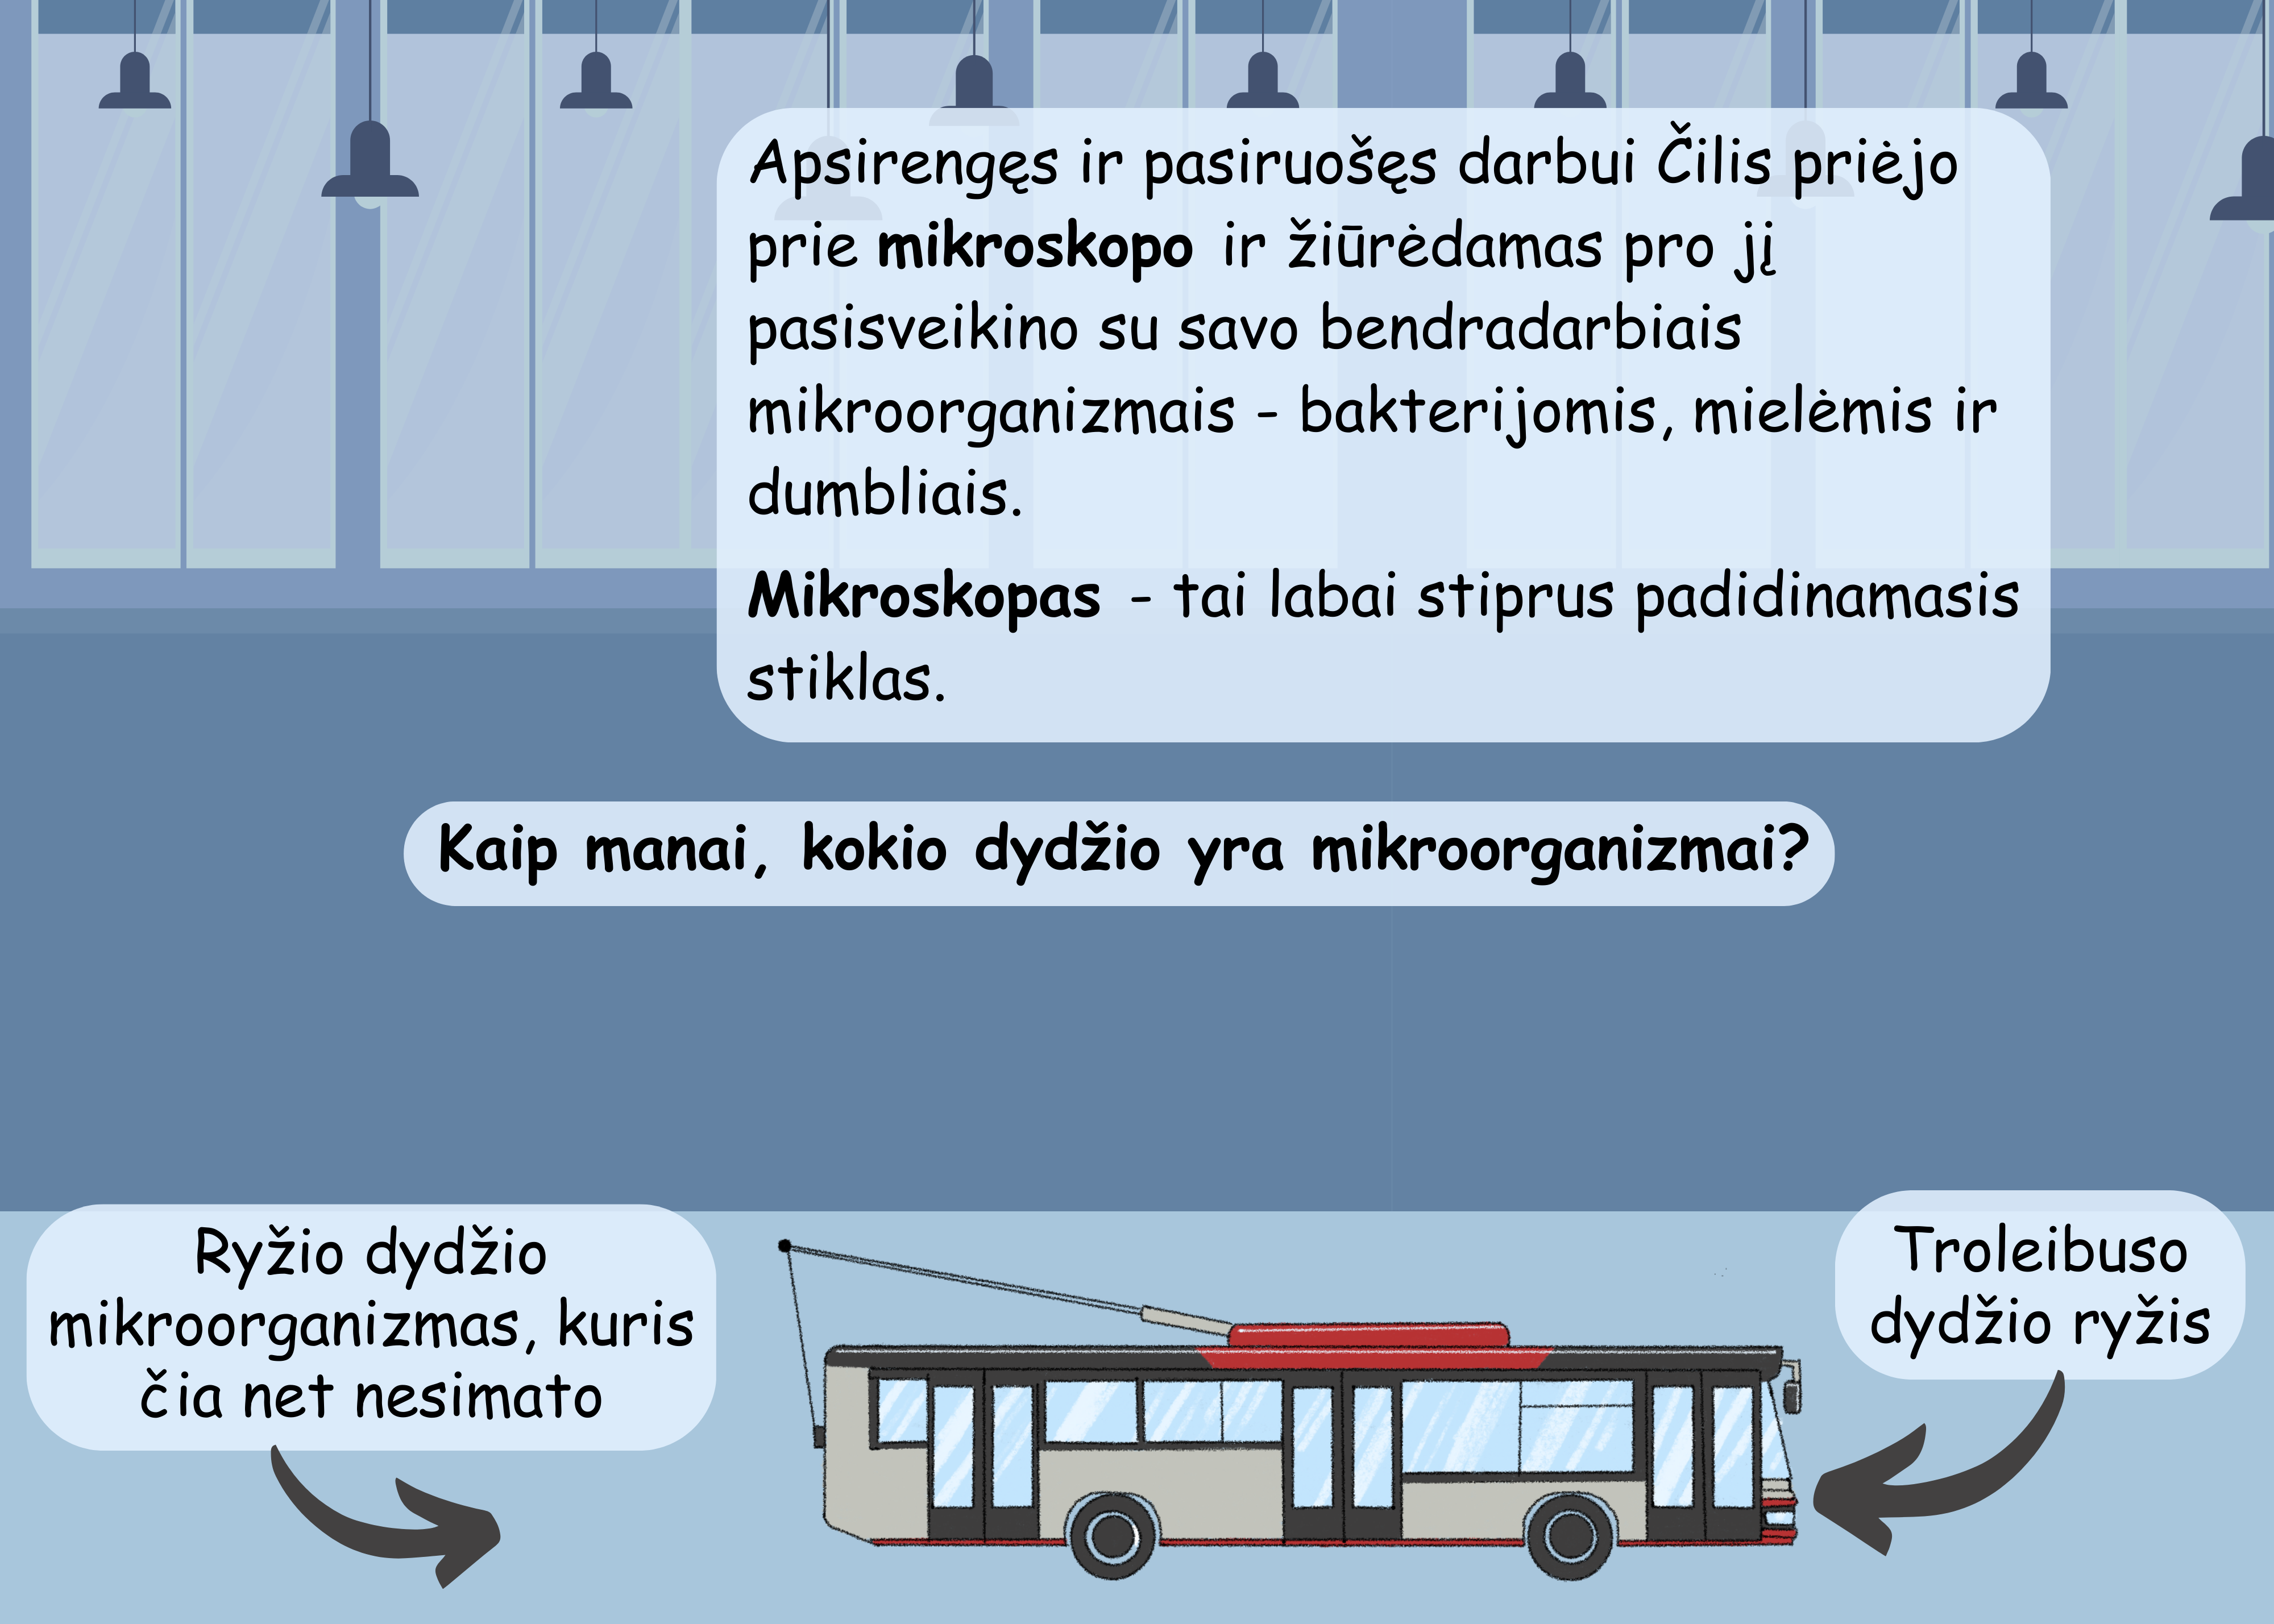 Apsirengęs ir pasiruošęs darbui Čilis priėjo
prie mikroskopo ir žiūrėdamas pro jį
pasisveikino su savo bendradarbiais
mikroorganizmais - bakterijomis, mielėmis ir
dumbliais.
Mikroskopas - tai labai stiprus padidinamasis
stiklas.
Kaip manai, kokio dydžio yra mikroorganizmai?
Ryžio dydžio
mikroorganizmas, kuris
čia net nesimato
Troleibuso
dydžio ryžis